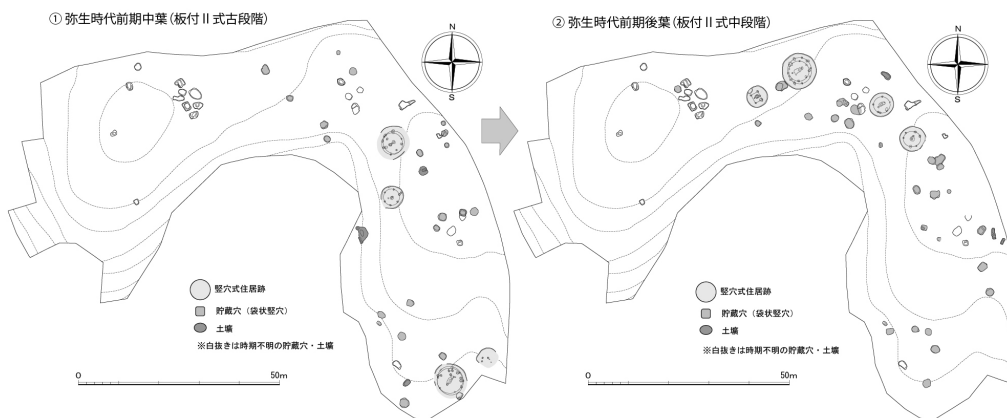 ① 弥生時代前期中葉(板付Ⅱ式古段階)
N
S
竪穴式住居跡
貯蔵穴(袋状竪穴)
土壙
※白抜きは時期不明の貯蔵穴・土壙
0 50m
② 弥生時代前期後葉(板付Ⅱ式中段階)
N
S
竪穴式住居跡
貯蔵穴(袋状竪穴)
土壙
※白抜きは時期不明の貯蔵穴・土壙
0 50m